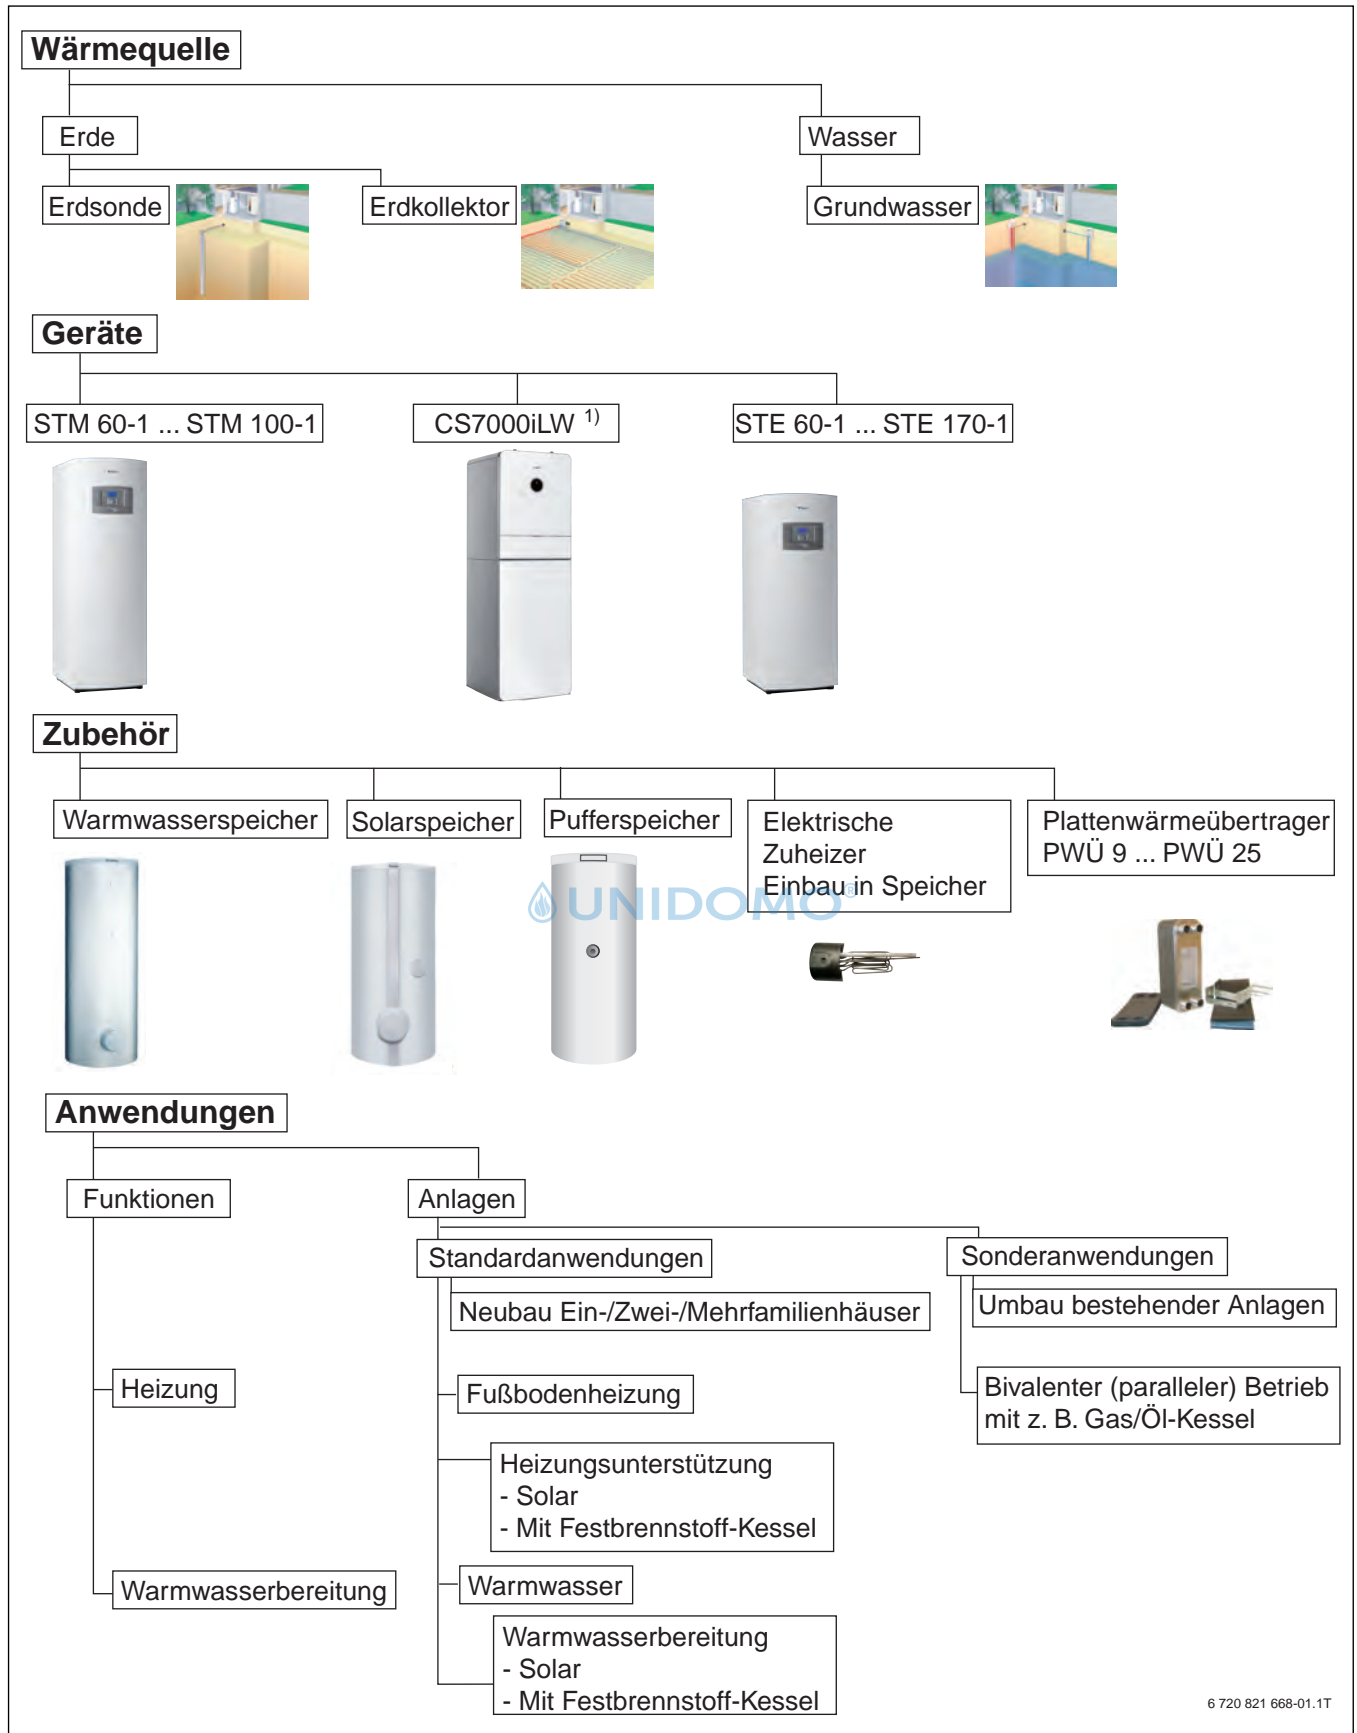 Wärmequelle
Erde
Wasser
Erdsonde
Erdkollektor
Grundwasser
Geräte
STM 60-1 ... STM 100-1
CS7000iLW 1)
STE 60-1 ... STE 170-1
Zubehör
Warmwasserspeicher
Solarspeicher
Pufferspeicher
Elektrische
Zuheizer
Einbau in Speicher
Plattenwärmeübertrager
PWÜ 9 ... PWÜ 25
UNIDOMO®
Anwendungen
Funktionen
Anlagen
Standardanwendungen
Sonderanwendungen
Neubau Ein-/Zwei-/Mehrfamilienhäuser
Umbau bestehender Anlagen
Heizung
Fußbodenheizung
Bivalenter (paralleler) Betrieb
mit z. B. Gas/Öl-Kessel
Heizungsunterstützung
- Solar
- Mit Festbrennstoff-Kessel
Warmwasserbereitung
Warmwasser
Warmwasserbereitung
- Solar
- Mit Festbrennstoff-Kessel
6 720 821 668-01.1T